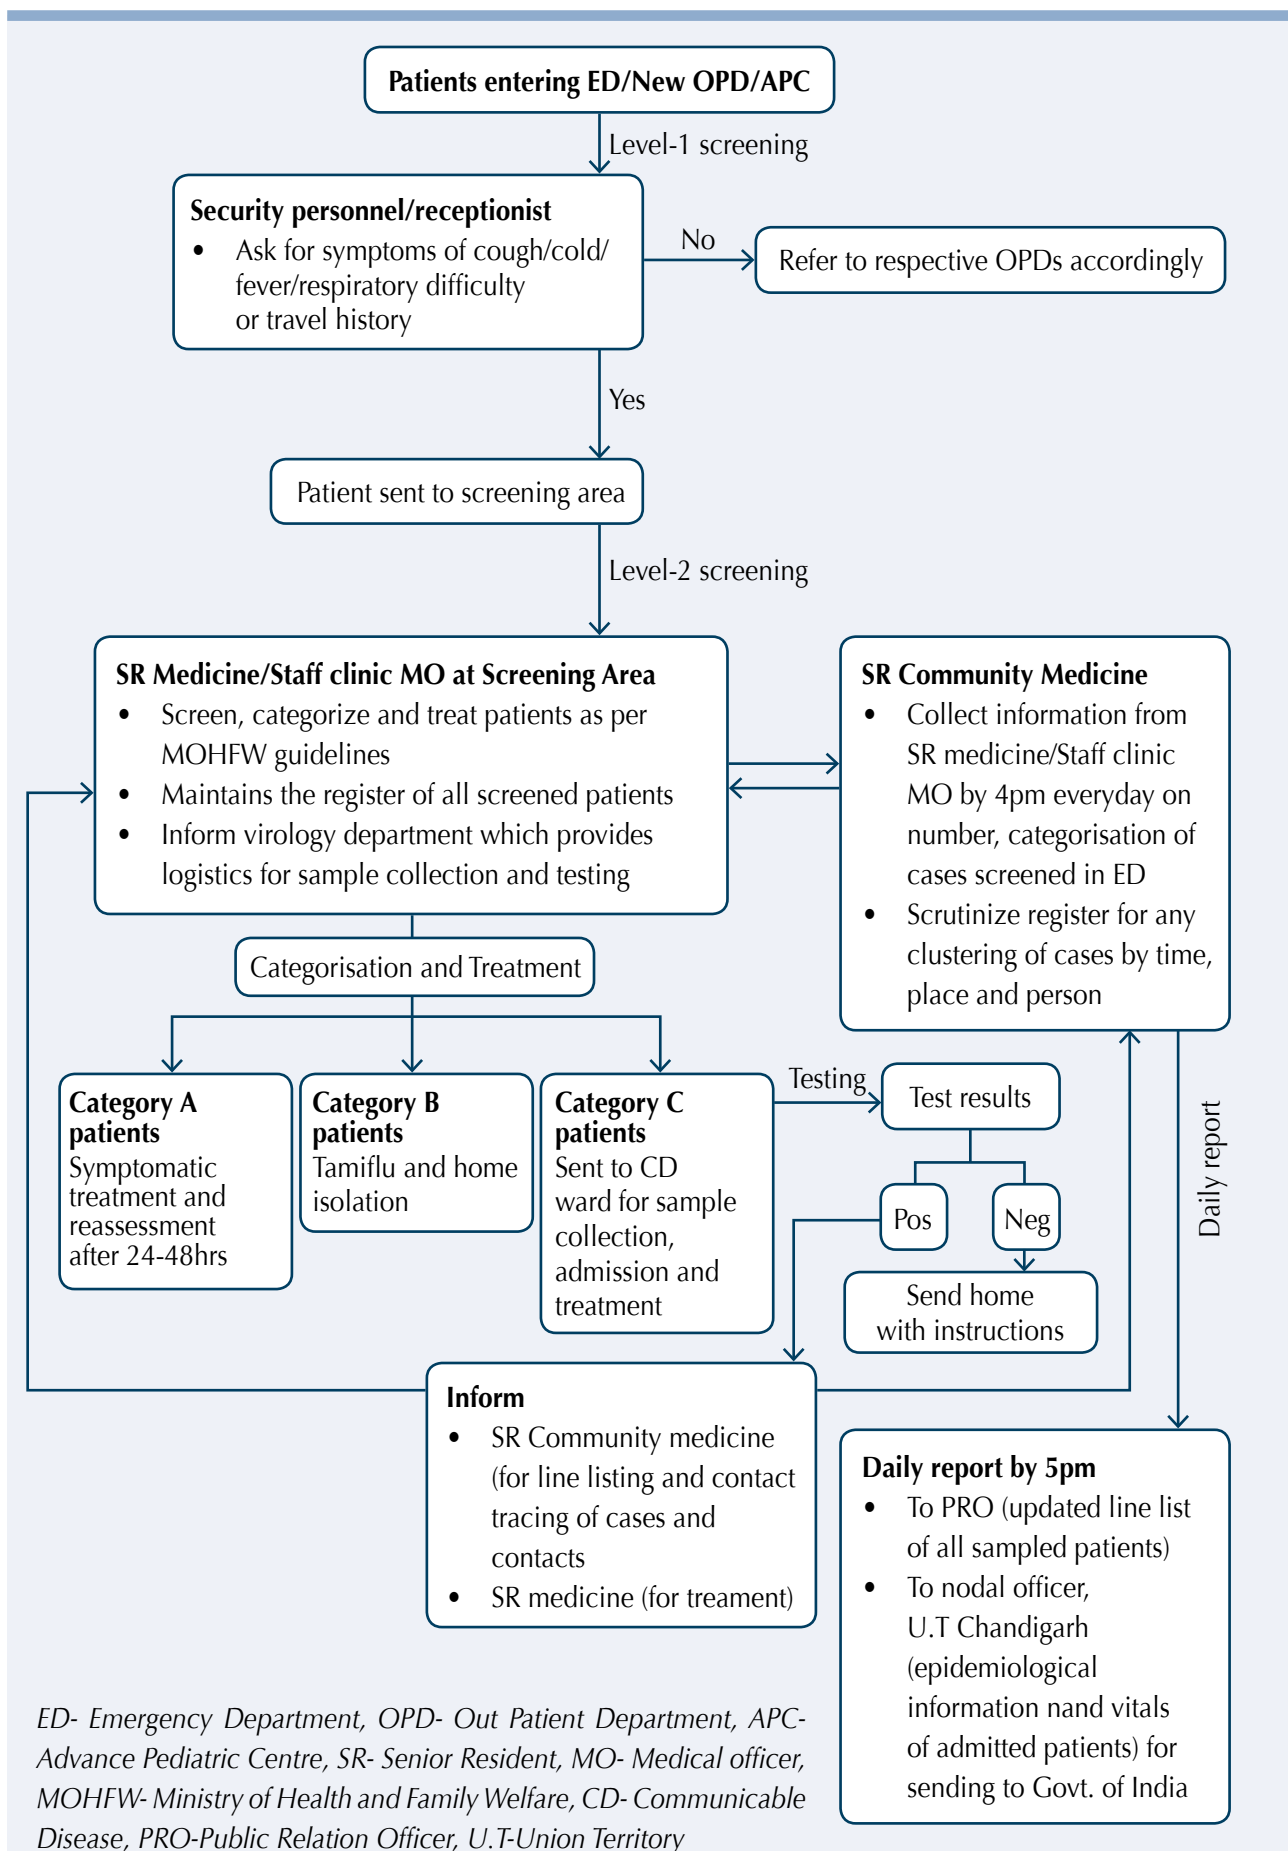 Patients entering ED/New OPD/APC
Level-1 screening
Security personnel/receptionist
• Ask for symptoms of cough/cold/
fever/respiratory difficulty
or travel history
No
Refer to respective OPDs accordingly
Yes
Patient sent to screening area
Level-2 screening
SR Medicine/Staff clinic MO at Screening Area
• Screen, categorize and treat patients as per
MOHFW guidelines
• Maintains the register of all screened patients
• Inform virology department which provides
logistics for sample collection and testing
SR Community Medicine
• Collect information from
SR medicine/Staff clinic
MO by 4pm everyday on
number, categorisation of
cases screened in ED
• Scrutinize register for any
clustering of cases by time,
place and person
Categorisation and Treatment
Category A
patients
Symptomatic
treatment and
reassessment
after 24-48hrs
Category B
patients
Tamiflu and home
isolation
Category C
patients
Sent to CD
ward for sample
collection,
admission and
treatment
Testing
Test results
Pos
Neg
Send home
with instructions
Daily report
Inform
• SR Community medicine
(for line listing and contact
tracing of cases and
contacts
• SR medicine (for treament)
Daily report by 5pm
• To PRO (updated line list
of all sampled patients)
• To nodal officer,
U.T Chandigarh
(epidemiological
information nand vitals
of admitted patients) for
sending to Govt. of India
ED- Emergency Department, OPD- Out Patient Department, APC-
Advance Pediatric Centre, SR- Senior Resident, MO- Medical officer,
MOHFW- Ministry of Health and Family Welfare, CD- Communicable
Disease, PRO-Public Relation Officer, U.T-Union Territory